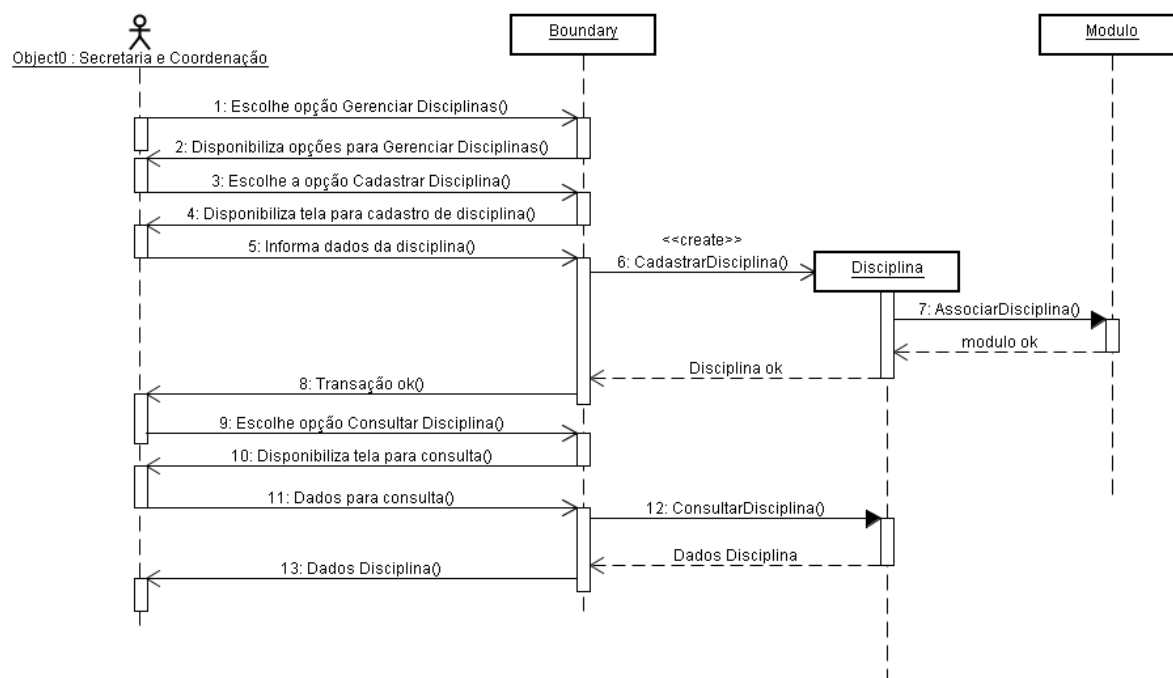 Boundary
Modulo
Object0 : Secretaria e Coordenação
1: Escolhe opção Gerenciar Disciplinas()
2: Disponibiliza opções para Gerenciar Disciplinas()
3: Escolhe a opção Cadastrar Disciplina()
4: Disponibiliza tela para cadastro de disciplina()
5: Informa dados da disciplina()
<<create>>
6: CadastrarDisciplina()
Disciplina
7: AssociarDisciplina()
modulo ok
Disciplina ok
8: Transação ok()
9: Escolhe opção Consultar Disciplina()
10: Disponibiliza tela para consulta()
11: Dados para consulta()
12: ConsultarDisciplina()
Dados Disciplina
13: Dados Disciplina()